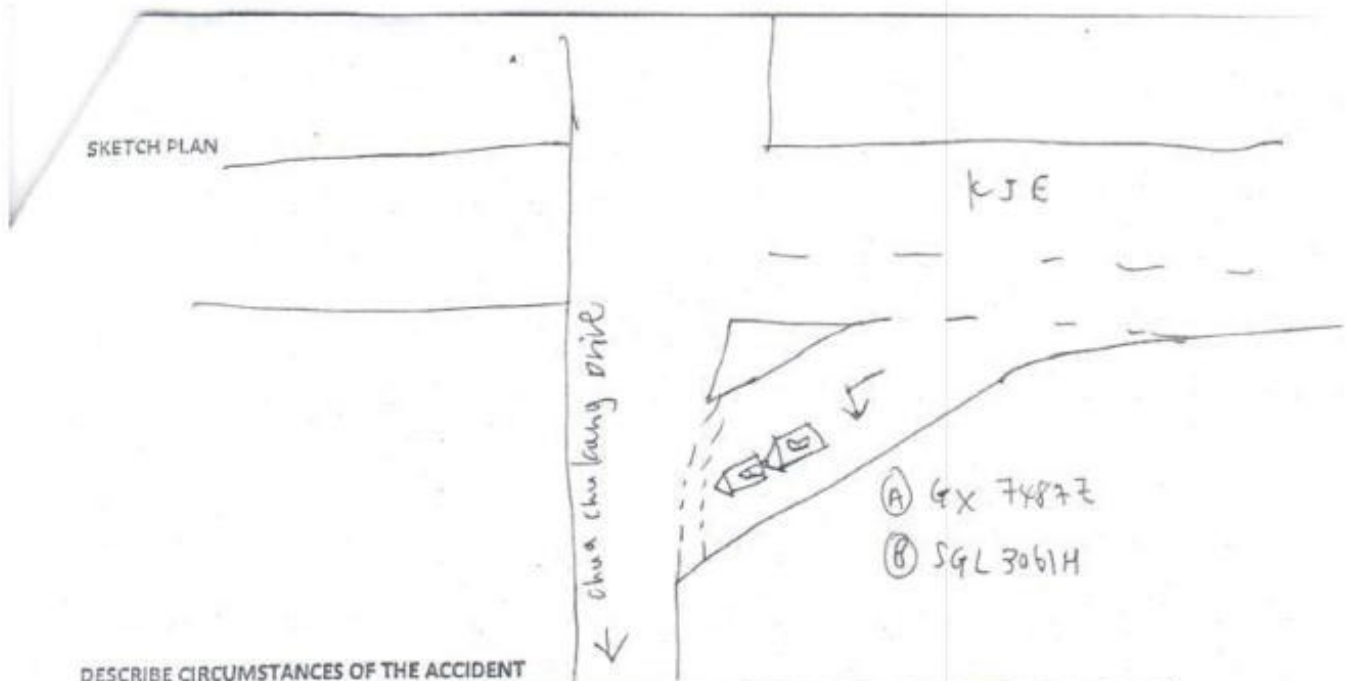 SKETCH PLAN
KJE
chua chu kang Drive
Ⓐ GX 7487Z
Ⓑ SGL 3061H
DESCRIBE CIRCUMSTANCES OF THE ACCIDENT